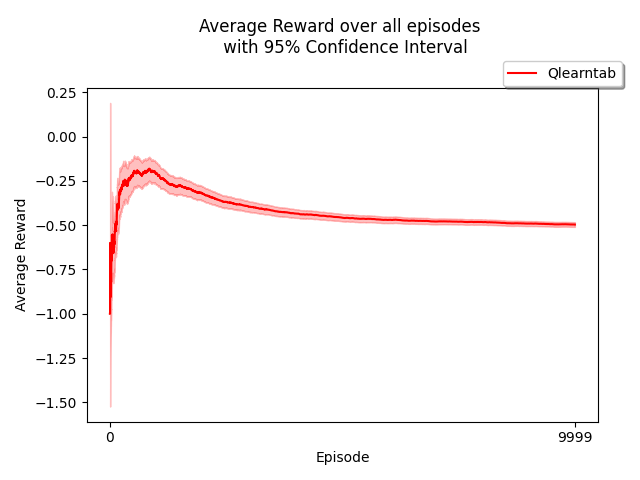 Average Reward over all episodes
with 95% Confidence Interval
Qlearntab
0.25
0.00
−0.25
−0.50
−0.75
−1.00
−1.25
−1.50
Average Reward
0 9999
Episode